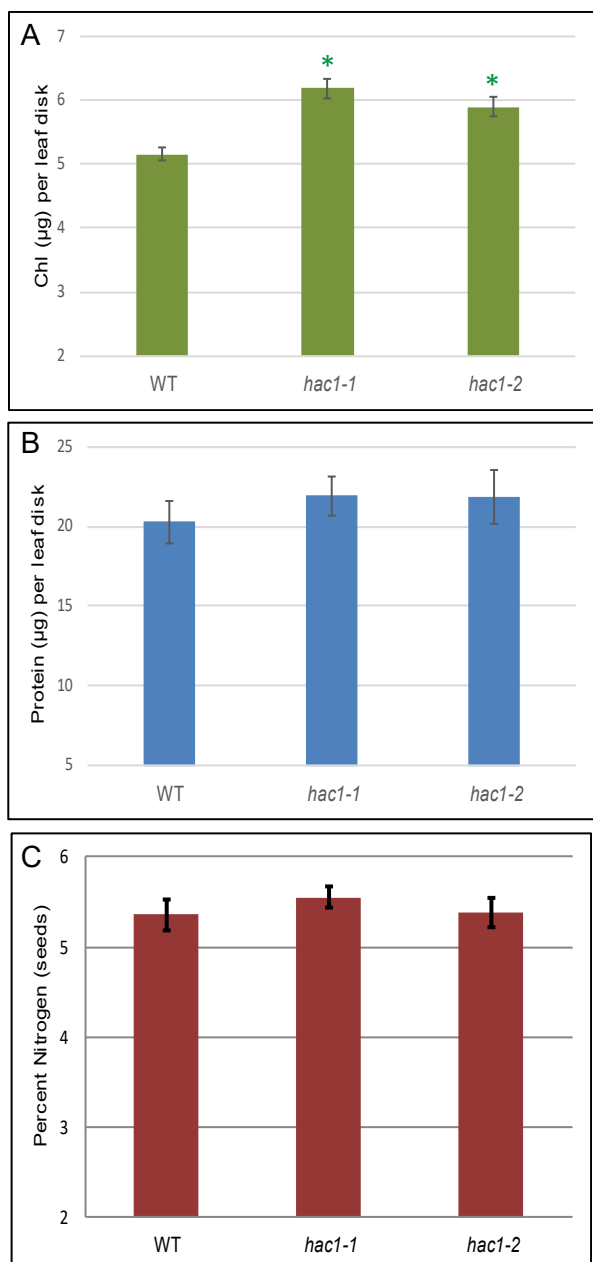 A
Chl (µg) per leaf disk
7
6
5
4
3
2
*
*
WT
hac1-1
hac1-2
B
Protein (µg) per leaf disk
25
20
15
10
5
WT
hac1-1
hac1-2
C
Percent Nitrogen (seeds)
6
5
4
3
2
WT
hac1-1
hac1-2